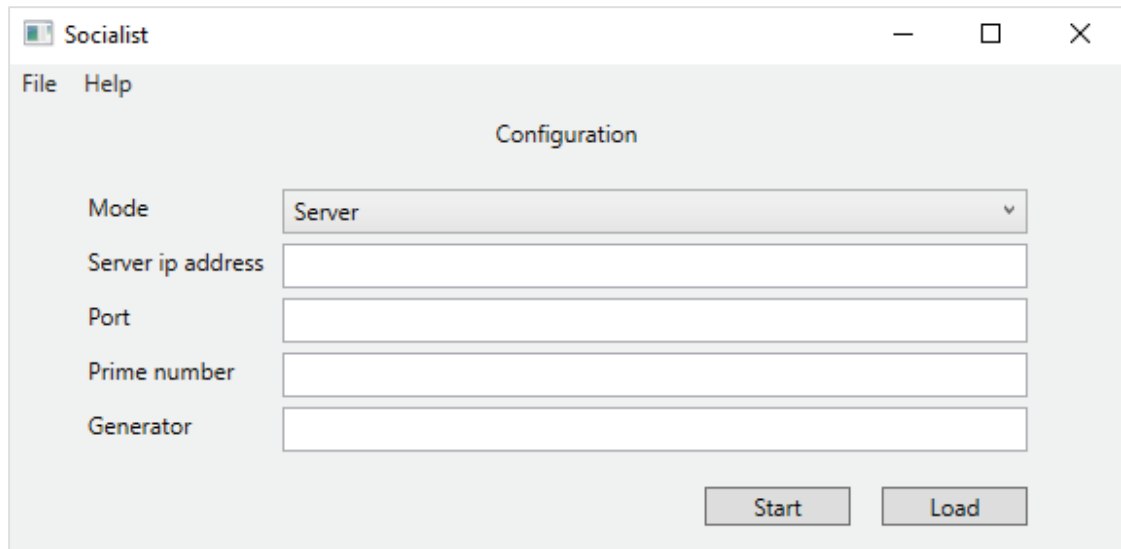 Socialist
File Help
Configuration
Mode Server
Server ip address
Port
Prime number
Generator
Start Load